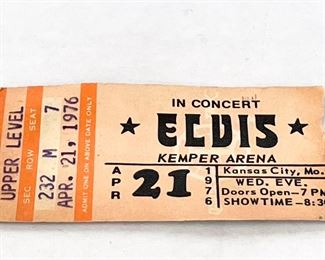 UPPER LEVEL
SEC ROW SEAT
232 M 7
APR. 21, 1976
ADMIT ONE ON ABOVE DATE ONLY
IN CONCERT
★ ELVIS ★
KEMPER ARENA
APR 21 1976
Kansas City, Mo.
WED. EVE.
Doors Open-7 P
SHOWTIME-8:30